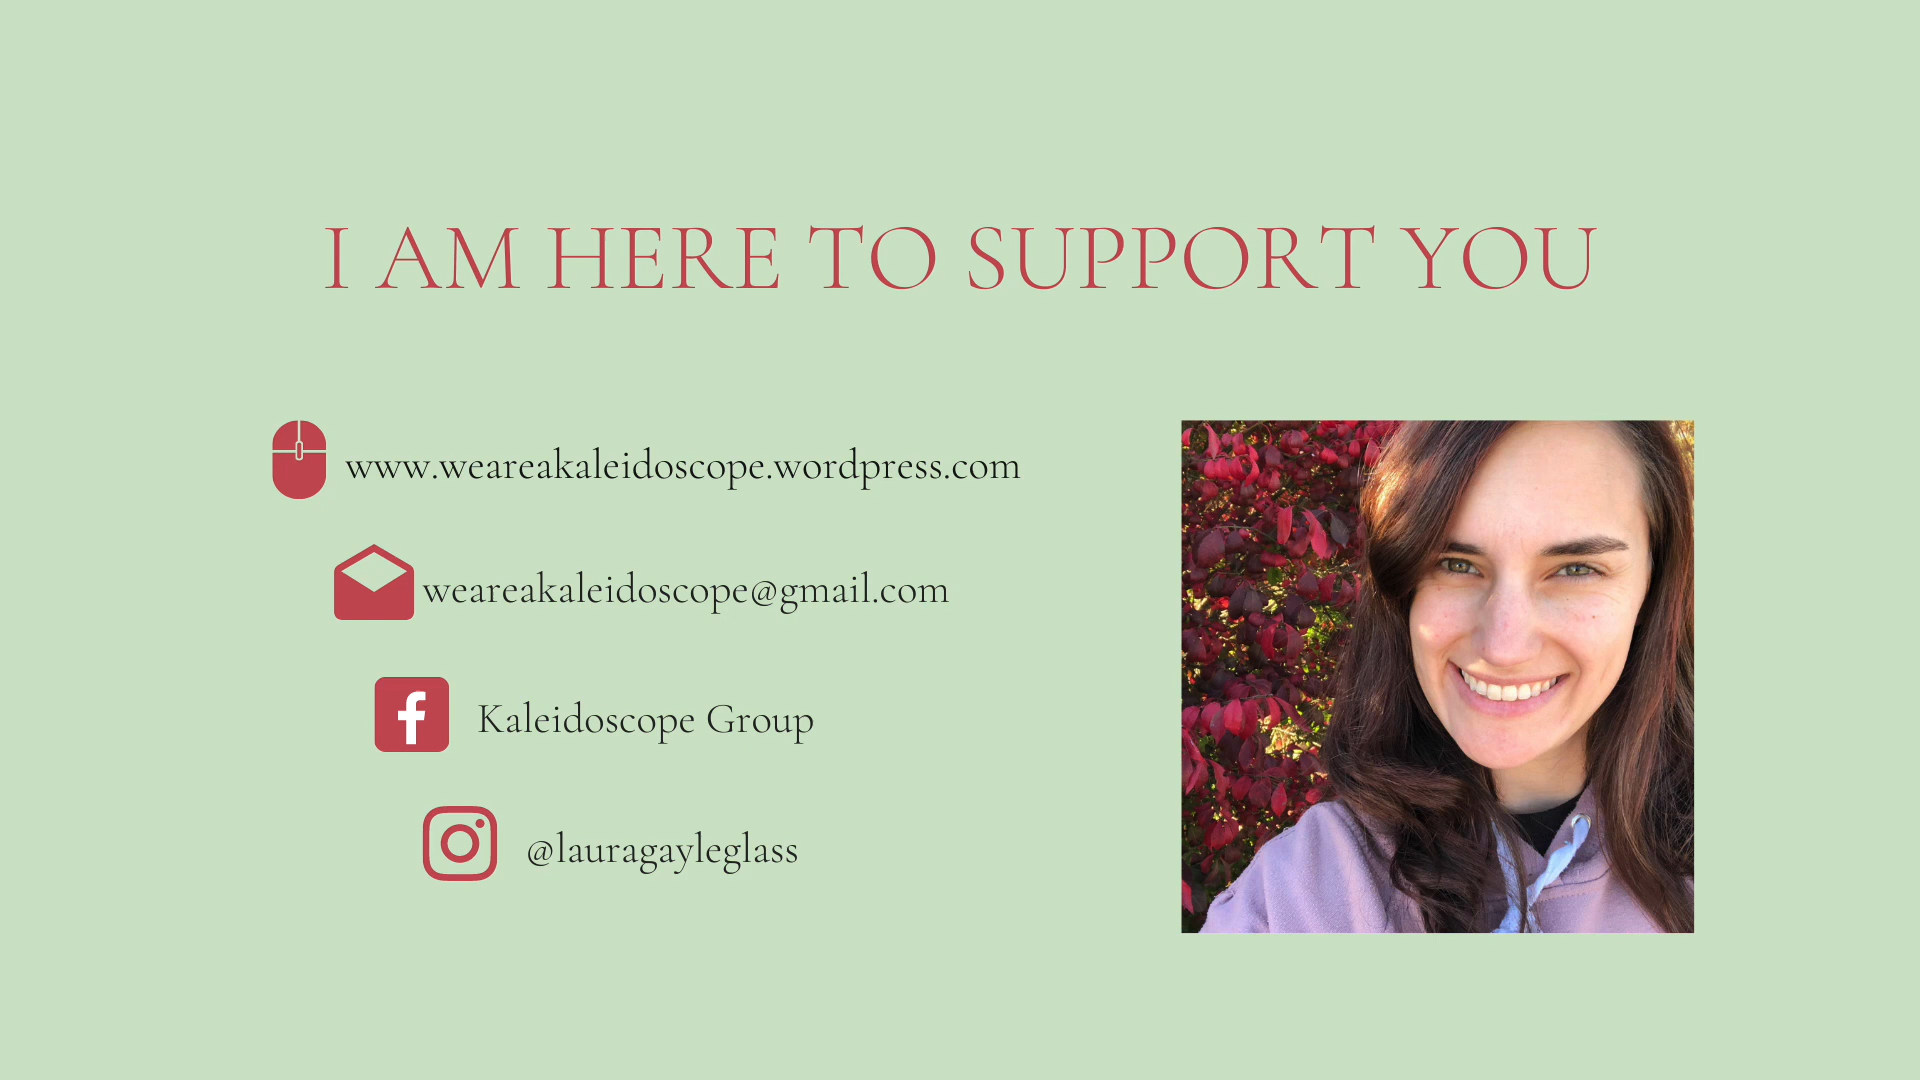 I AM HERE TO SUPPORT YOU
www.weareakaleidoscope.wordpress.com
weareakaleidoscope@gmail.com
Kaleidoscope Group
@lauragayleglass